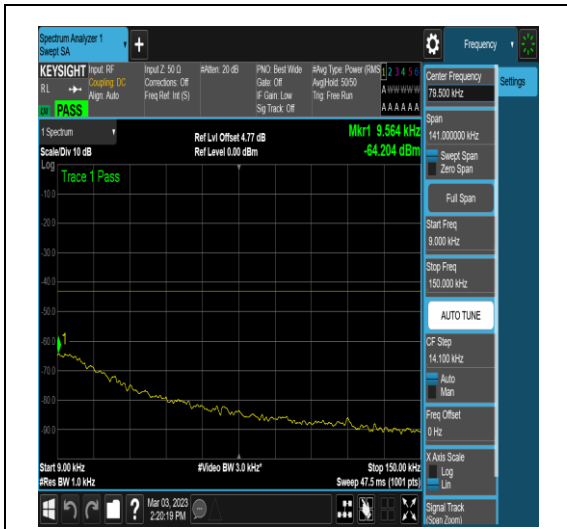 Spectrum Analyzer 1
Swept SA
+
Frequency
KEYSIGHT
RL
PASS
Input: RF
Coupling: DC
Align: Auto
Input Z: 50 Ω
Corrections: Off
Freq Ref: Int (S)
#Atten: 20 dB
PNO: Best Wide
Gate: Off
IF Gain: Low
Sig Track: Off
#Avg Type: Power (RMS)
Avg|Hold: 50/50
Trig: Free Run
1 2 3 4 5 6
A W W W W W
A A A A A A
Center Frequency
79.500 kHz
Settings
Span
141.000000 kHz
Swept Span
Zero Span
Full Span
Start Freq
9.000 kHz
Stop Freq
150.000 kHz
AUTO TUNE
CF Step
14.100 kHz
Auto
Man
Freq Offset
0 Hz
X Axis Scale
Log
Lin
Signal Track
(Span Zoom)
1 Spectrum
Scale/Div 10 dB
Ref Lvl Offset 4.77 dB
Ref Level 0.00 dBm
Mkr1 9.564 kHz
-64.204 dBm
Log
Trace 1 Pass
-10.0
-20.0
-30.0
-40.0
-50.0
-60.0
1
-70.0
-80.0
-90.0
Start 9.00 kHz
#Res BW 1.0 kHz
#Video BW 3.0 kHz*
Stop 150.00 kHz
Sweep 47.5 ms (1001 pts)
?
Mar 03, 2023
2:20:19 PM